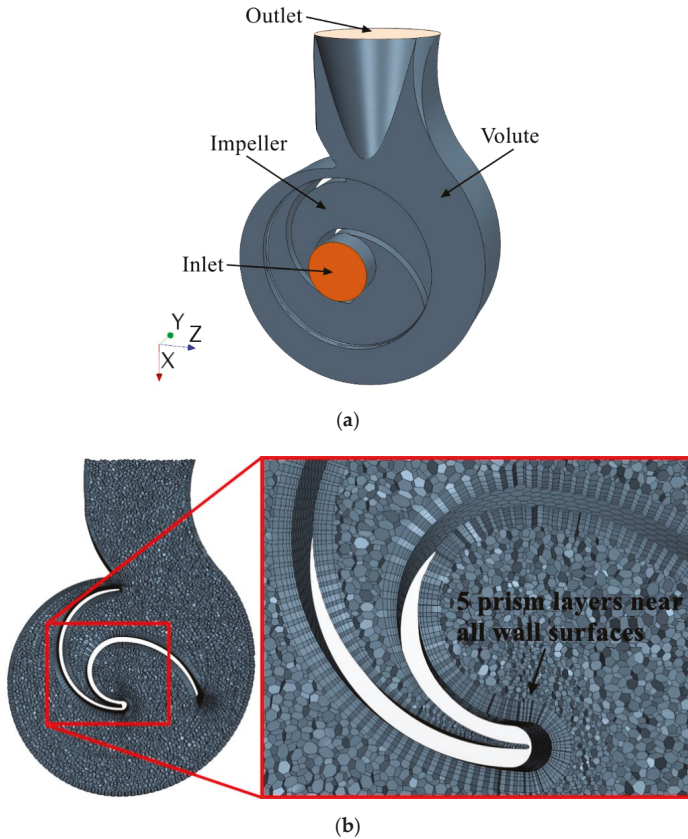 Outlet
Impeller
Volute
Inlet
Y
Z
X
(a)
5 prism layers near
all wall surfaces
(b)